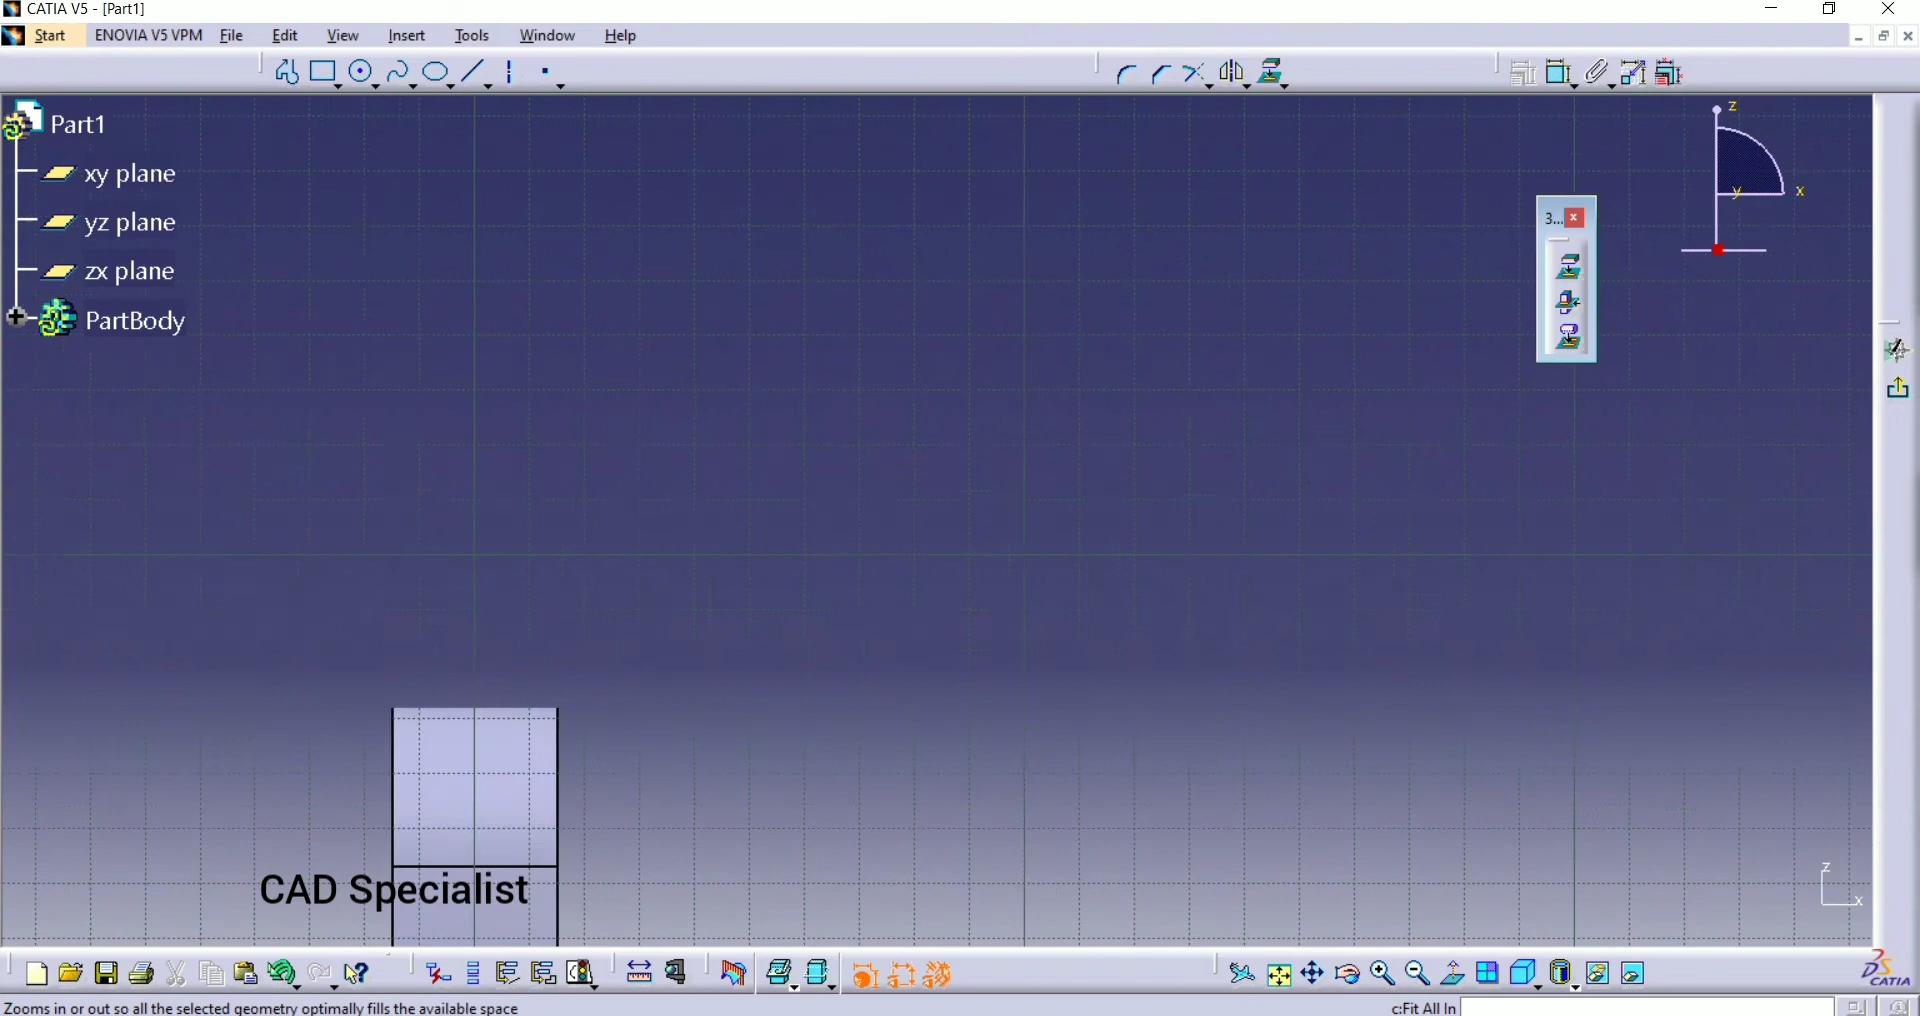 CATIA V5 - [Part1]
Start ENOVIA V5 VPM File Edit View Insert Tools Window Help
Part1
xy plane
yz plane
zx plane
PartBody
3...
z
y
x
CAD Specialist
z
x
CATIA
Zooms in or out so all the selected geometry optimally fills the available space
c:Fit All In